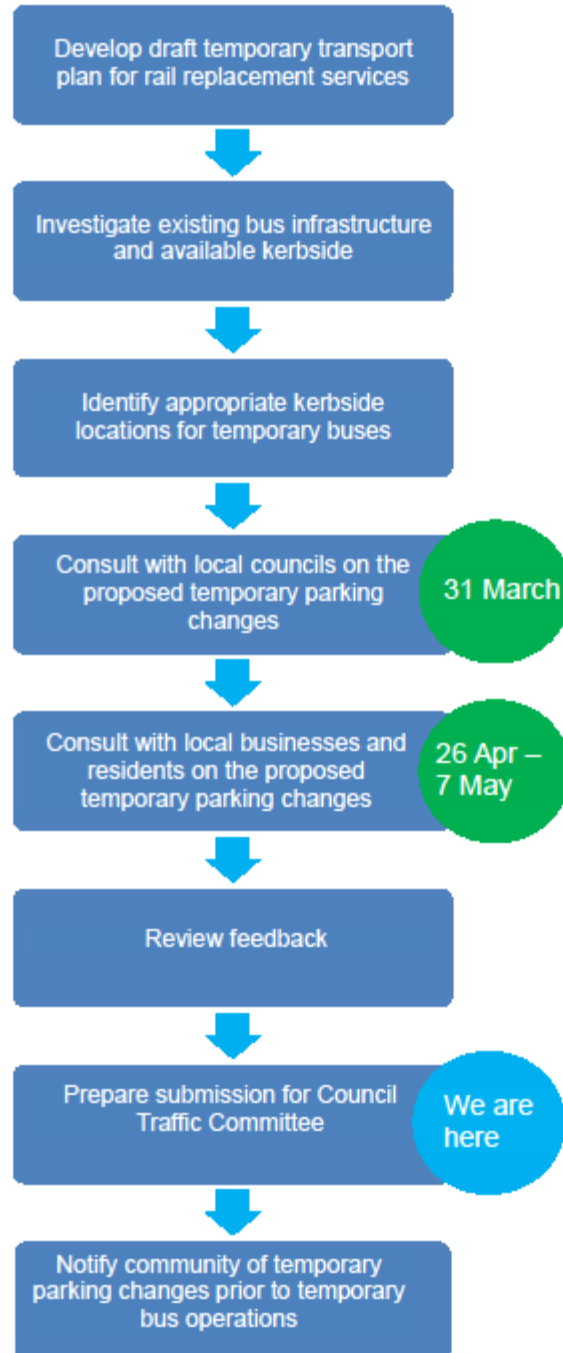 Develop draft temporary transport
plan for rail replacement services
Investigate existing bus infrastructure
and available kerbside
Identify appropriate kerbside
locations for temporary buses
Consult with local councils on the
proposed temporary parking
changes
31 March
Consult with local businesses and
residents on the proposed
temporary parking changes
26 Apr –
7 May
Review feedback
Prepare submission for Council
Traffic Committee
We are
here
Notify community of temporary
parking changes prior to temporary
bus operations